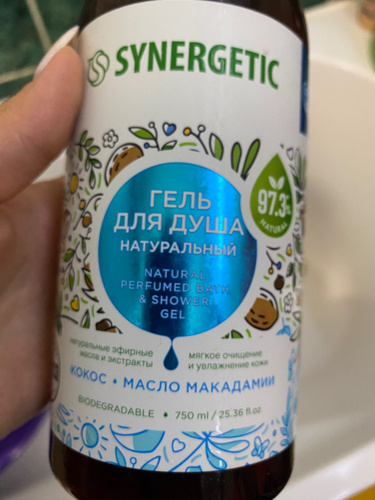 SYNERGETIC
97.3%
NATURAL
ГЕЛЬ
ДЛЯ ДУША
НАТУРАЛЬНЫЙ
NATURAL
PERFUMED BATH
& SHOWER
GEL
натуральные эфирные
масла и экстракты
мягкое очищение
и увлажнение кожи
КОКОС • МАСЛО МАКАДАМИИ
BIODEGRADABLE • 750 ml / 25.36 fl.oz.